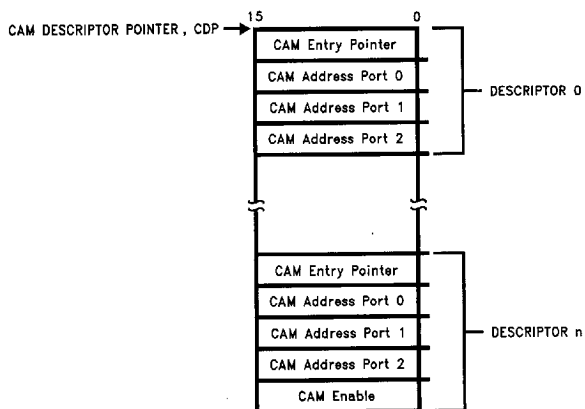 15 0
CAM DESCRIPTOR POINTER, CDP
CAM Entry Pointer
CAM Address Port 0
CAM Address Port 1
CAM Address Port 2
DESCRIPTOR 0
CAM Entry Pointer
CAM Address Port 0
CAM Address Port 1
CAM Address Port 2
CAM Enable
DESCRIPTOR n